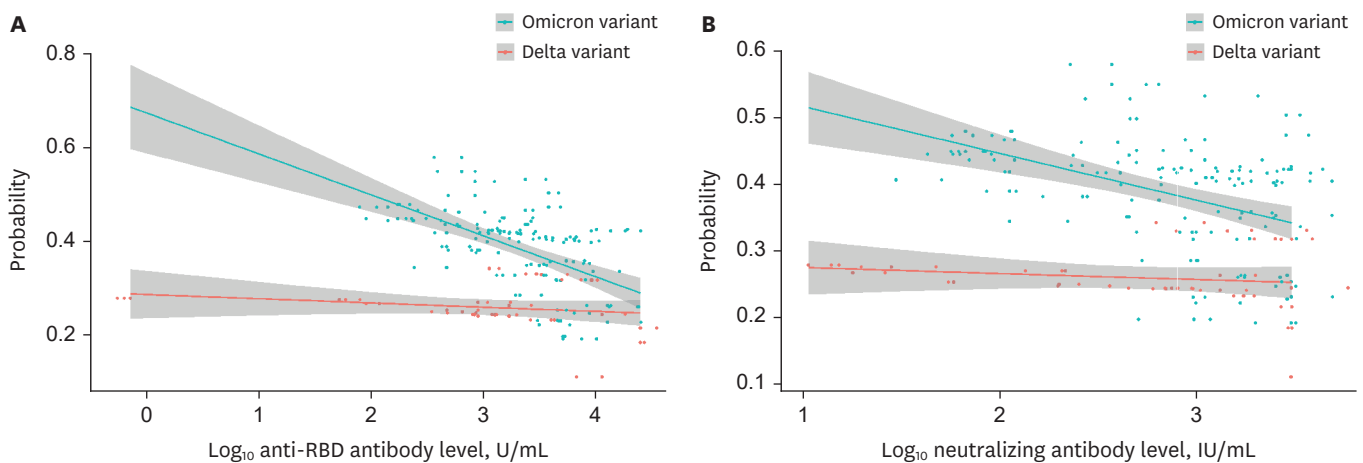 A
Omicron variant
Delta variant
0.8
0.6
0.4
0.2
Probability
0 1 2 3 4
Log₁₀ anti-RBD antibody level, U/mL
B
Omicron variant
Delta variant
0.6
0.5
0.4
0.3
0.2
0.1
Probability
1 2 3
Log₁₀ neutralizing antibody level, IU/mL